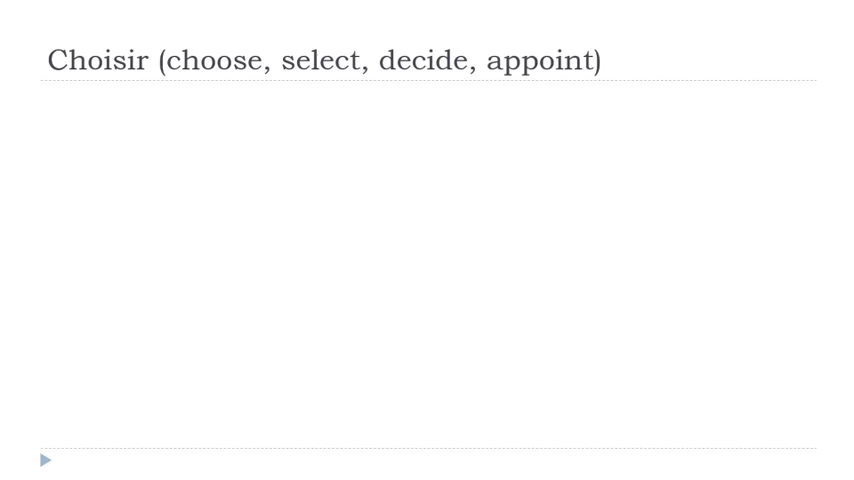 Choisir (choose, select, decide, appoint)